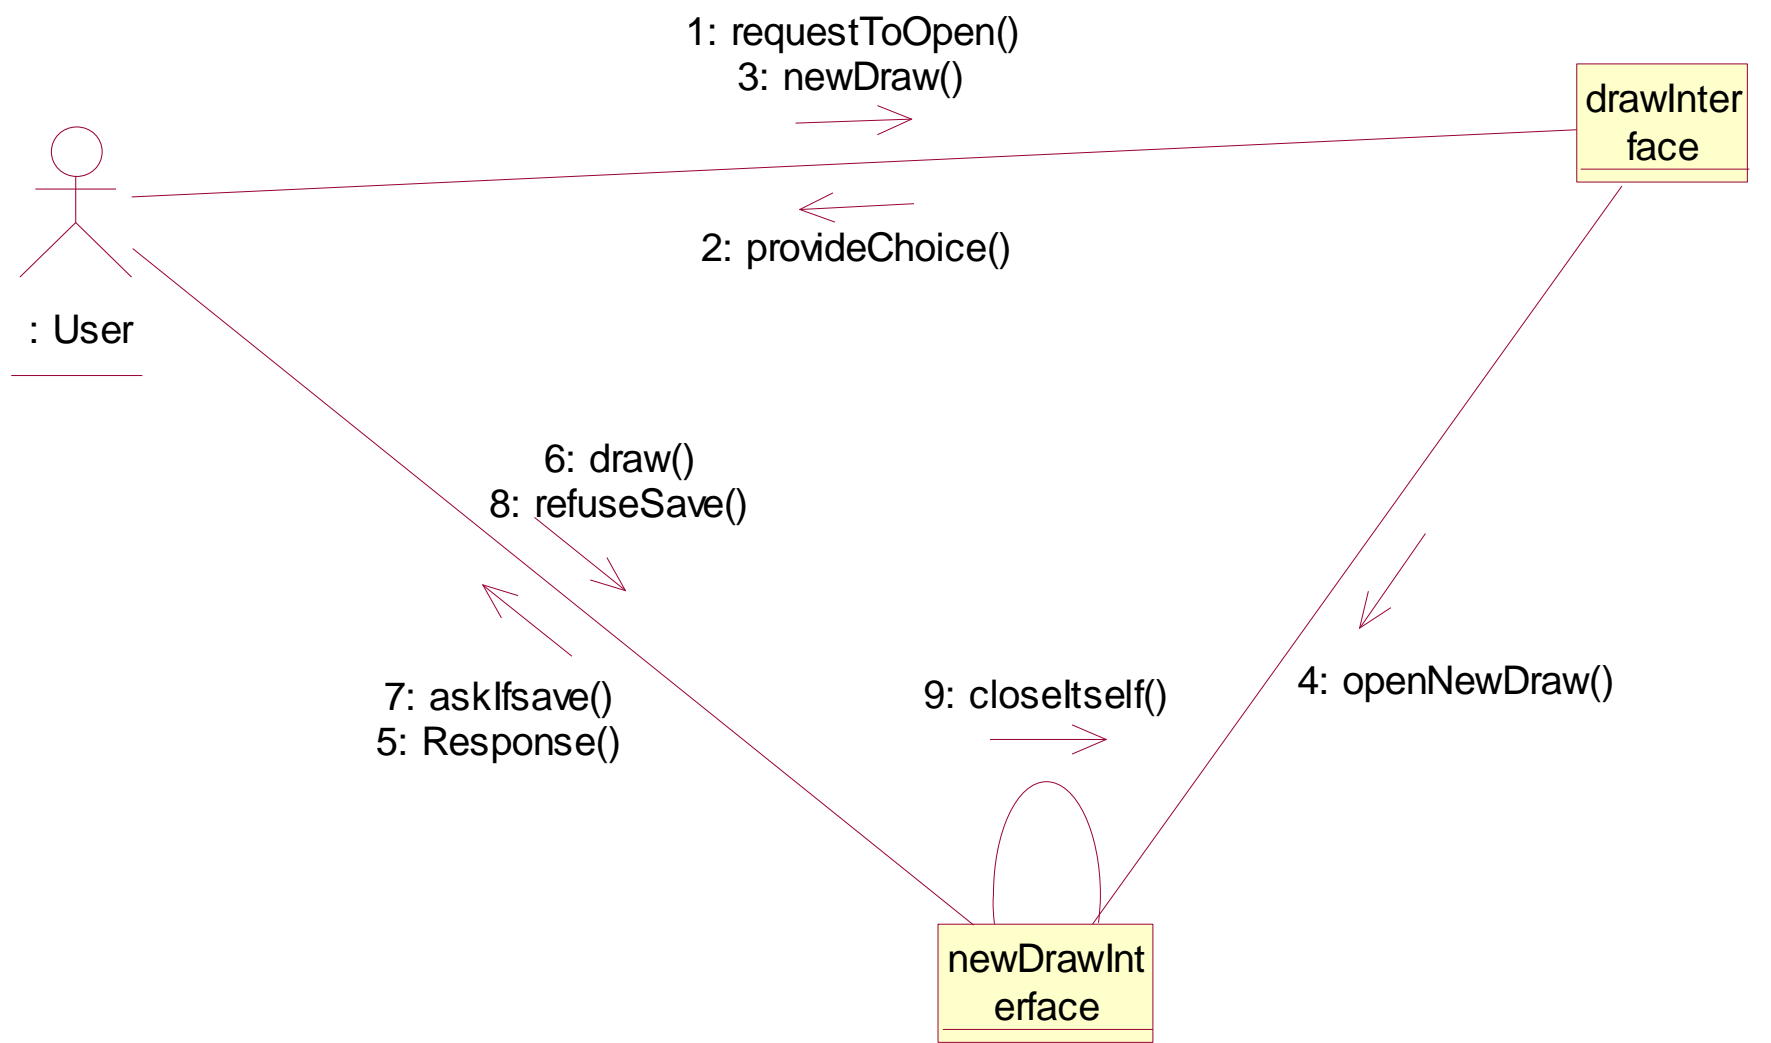 1: requestToOpen()
3: newDraw()
drawInter
face
2: provideChoice()
: User
6: draw()
8: refuseSave()
7: askIfsave()
5: Response()
9: closeItself()
4: openNewDraw()
newDrawInt
erface